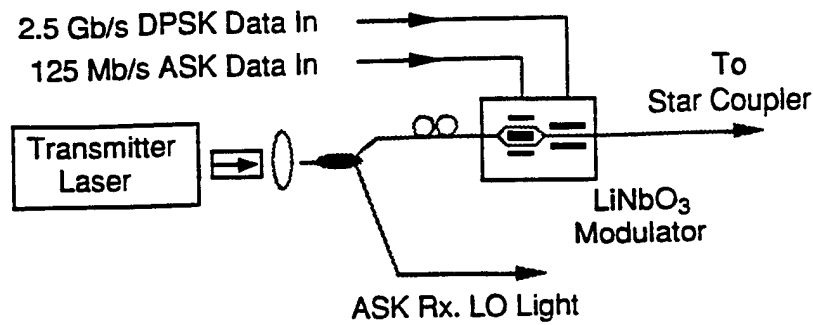 2.5 Gb/s DPSK Data In
125 Mb/s ASK Data In
To
Star Coupler
Transmitter
Laser
LiNbO₃
Modulator
ASK Rx. LO Light